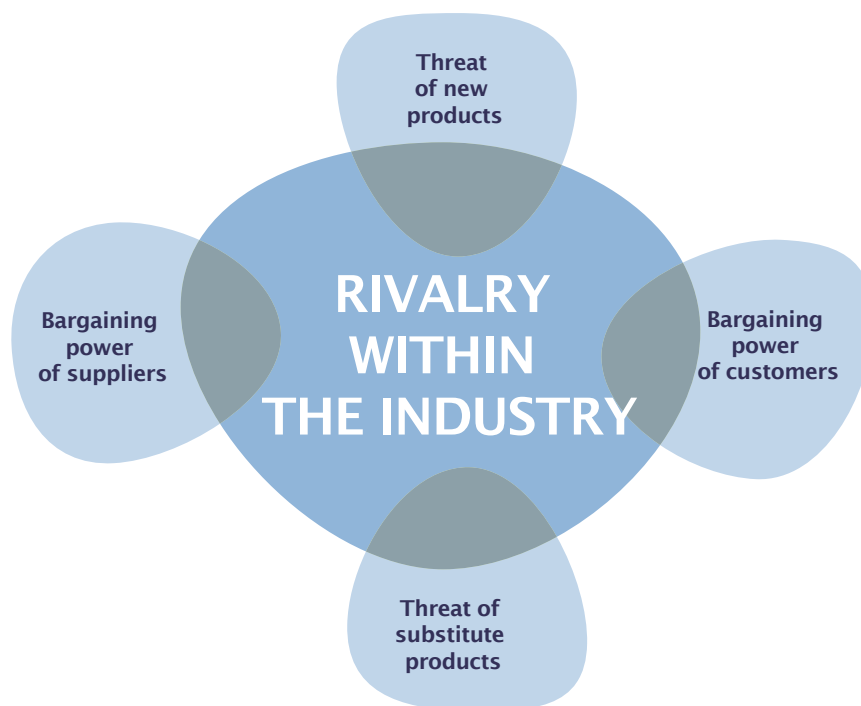 Threat
of new
products
RIVALRY
WITHIN
THE INDUSTRY
Bargaining
power
of suppliers
Bargaining
power
of customers
Threat of
substitute
products